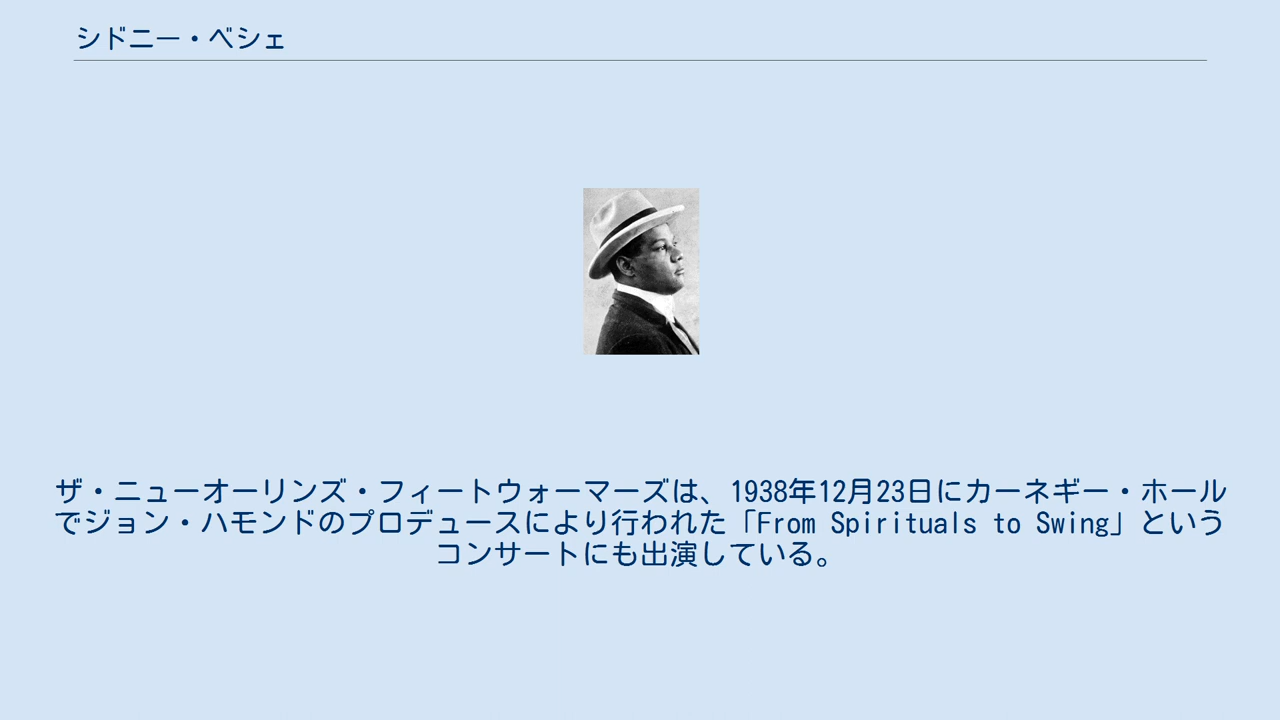 シドニー・ベシェ
ザ・ニューオーリンズ・フィートウォーマーズは、1938年12月23日にカーネギー・ホール
でジョン・ハモンドのプロデュースにより行われた「From Spirituals to Swing」という
コンサートにも出演している。